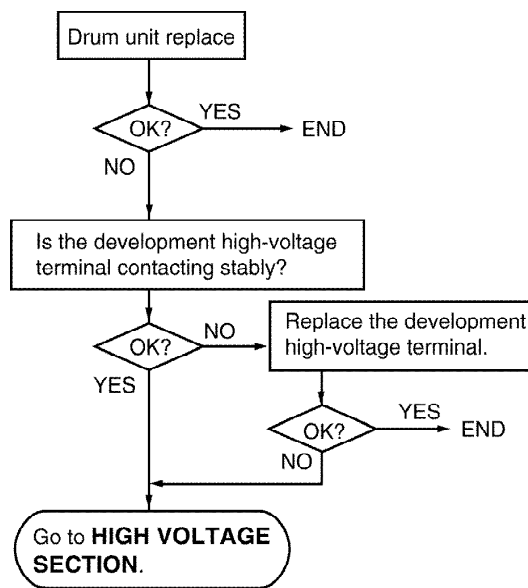 Drum unit replace
OK?
YES
END
NO
Is the development high-voltage
terminal contacting stably?
OK?
NO
Replace the development
high-voltage terminal.
YES
OK?
YES
END
NO
Go to HIGH VOLTAGE
SECTION.